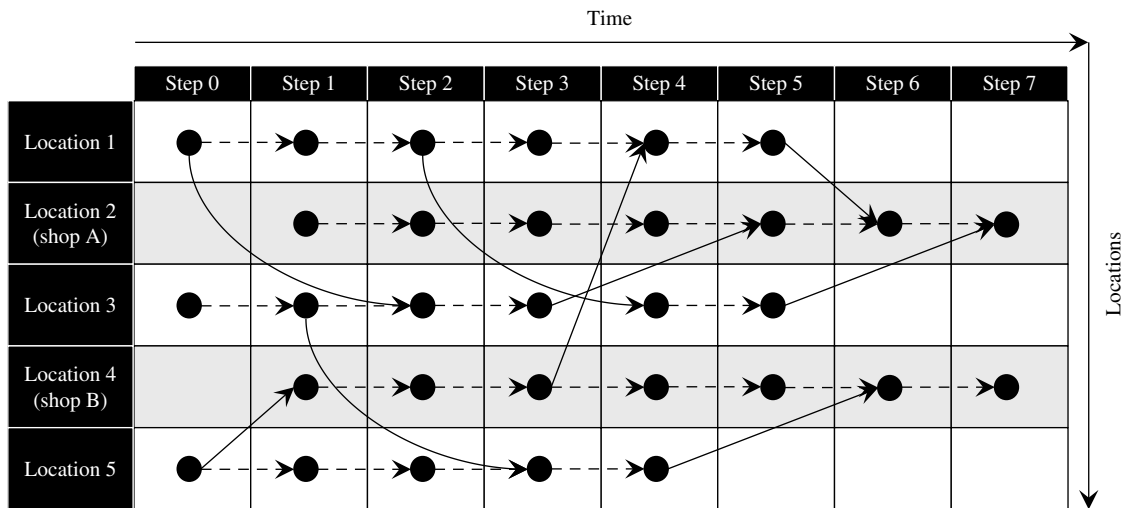 Time
Step 0 Step 1 Step 2 Step 3 Step 4 Step 5 Step 6 Step 7
Location 1
Location 2
(shop A)
Location 3
Location 4
(shop B)
Location 5
Locations